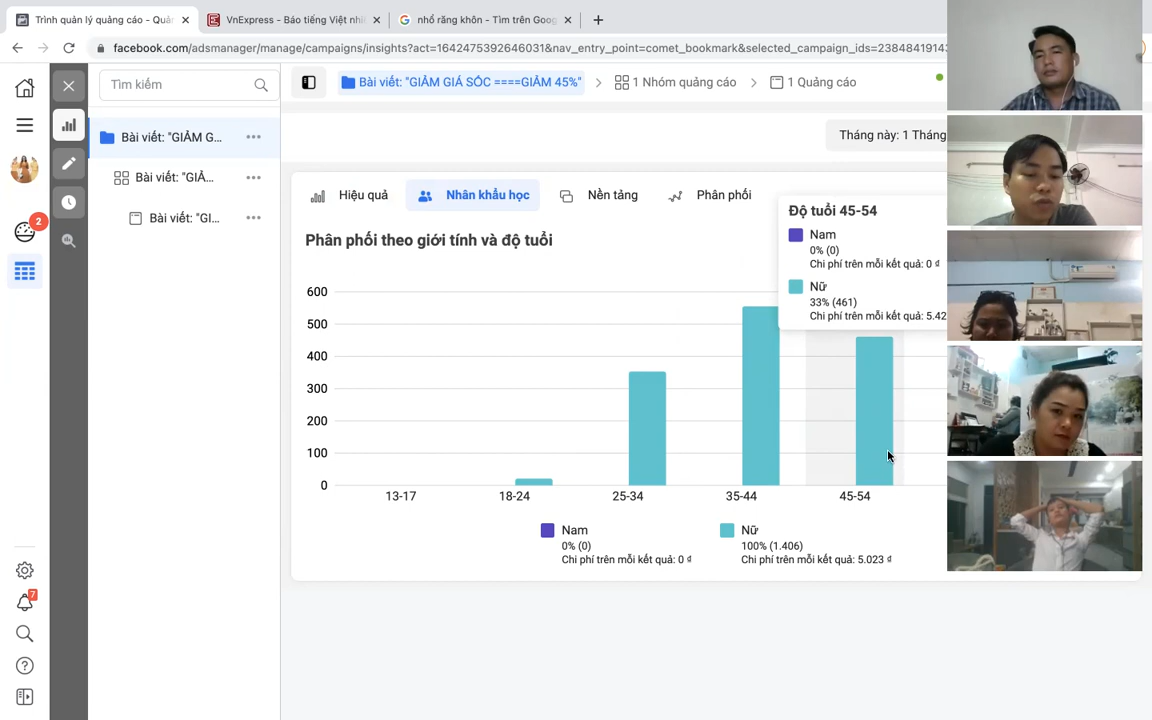 Trình quản lý quảng cáo - Quản
VnExpress - Báo tiếng Việt nhi
nhổ răng khôn - Tìm trên Goog
facebook.com/adsmanager/manage/campaigns/insights?act=1642475392646031&nav_entry_point=comet_bookmark&selected_campaign_ids=2384841914
Tìm kiếm
Bài viết: "GIẢM GIÁ SỐC ====GIẢM 45%"
1 Nhóm quảng cáo
1 Quảng cáo
Bài viết: "GIẢM G...
Bài viết: "GIẢ...
Bài viết: "GI...
2
7
Tháng này: 1 Tháng
Hiệu quả
Nhân khẩu học
Nền tảng
Phân phối
Phân phối theo giới tính và độ tuổi
Độ tuổi 45-54
Nam
0% (0)
Chi phí trên mỗi kết quả: 0 ₫
Nữ
33% (461)
Chi phí trên mỗi kết quả: 5.42
600
500
400
300
200
100
0
13-17
18-24
25-34
35-44
45-54
Nam
0% (0)
Chi phí trên mỗi kết quả: 0 ₫
Nữ
100% (1.406)
Chi phí trên mỗi kết quả: 5.023 ₫